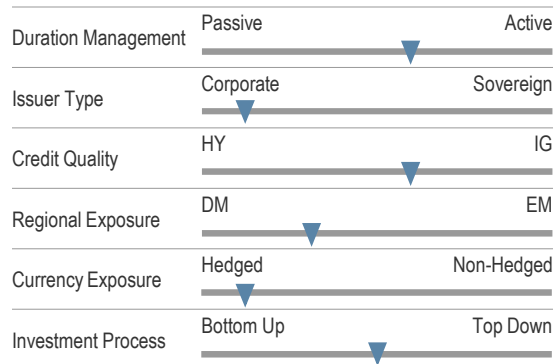 Duration Management Passive Active
Issuer Type Corporate Sovereign
Credit Quality HY IG
Regional Exposure DM EM
Currency Exposure Hedged Non-Hedged
Investment Process Bottom Up Top Down